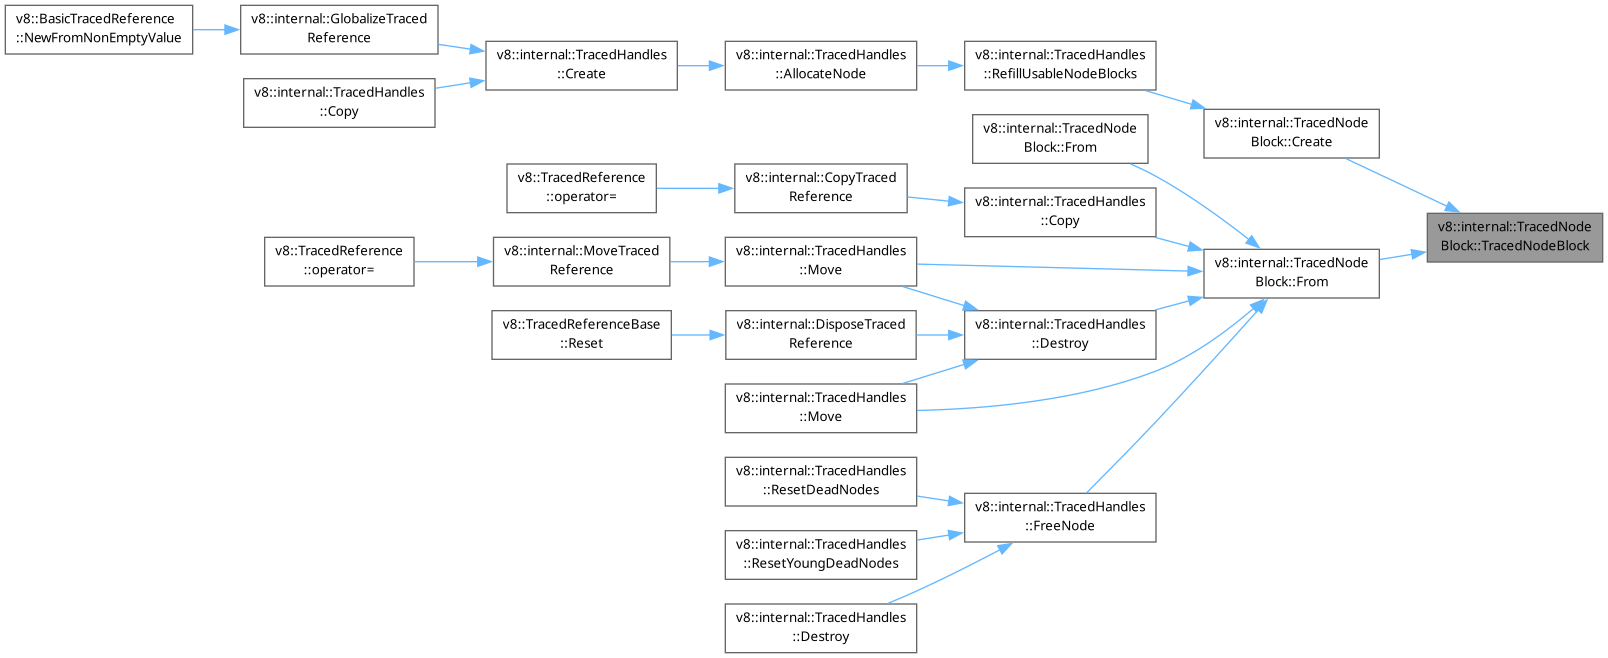 v8::BasicTracedReference
::NewFromNonEmptyValue
v8::internal::GlobalizeTraced
Reference
v8::internal::TracedHandles
::Copy
v8::internal::TracedHandles
::Create
v8::internal::TracedHandles
::AllocateNode
v8::internal::TracedHandles
::RefillUsableNodeBlocks
v8::internal::TracedNode
Block::From
v8::internal::TracedNode
Block::Create
v8::TracedReference
::operator=
v8::internal::CopyTraced
Reference
v8::internal::TracedHandles
::Copy
v8::internal::TracedNode
Block::TracedNodeBlock
v8::TracedReference
::operator=
v8::internal::MoveTraced
Reference
v8::internal::TracedHandles
::Move
v8::internal::TracedNode
Block::From
v8::TracedReferenceBase
::Reset
v8::internal::DisposeTraced
Reference
v8::internal::TracedHandles
::Destroy
v8::internal::TracedHandles
::Move
v8::internal::TracedHandles
::ResetDeadNodes
v8::internal::TracedHandles
::FreeNode
v8::internal::TracedHandles
::ResetYoungDeadNodes
v8::internal::TracedHandles
::Destroy